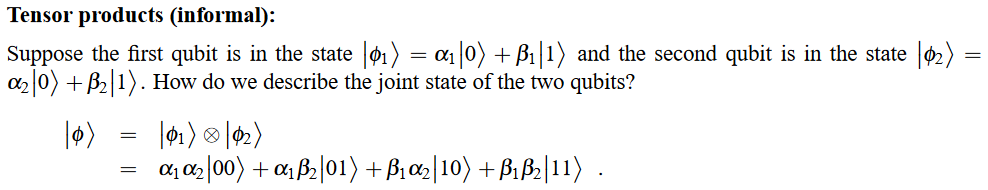 Tensor products (informal):
Suppose the first qubit is in the state |ϕ₁⟩ = α₁|0⟩ + β₁|1⟩ and the second qubit is in the state |ϕ₂⟩ =
α₂|0⟩ + β₂|1⟩. How do we describe the joint state of the two qubits?
|ϕ⟩ = |ϕ₁⟩ ⊗ |ϕ₂⟩
= α₁α₂|00⟩ + α₁β₂|01⟩ + β₁α₂|10⟩ + β₁β₂|11⟩ .